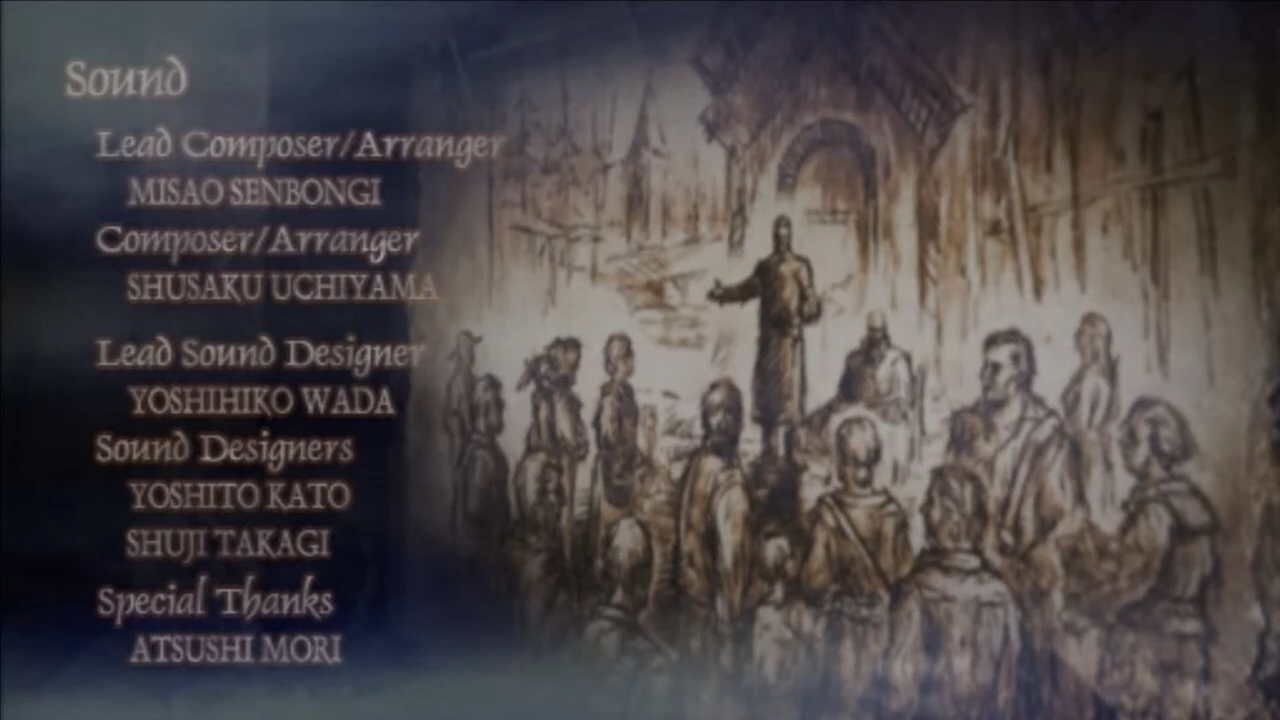 Sound
Lead Composer/Arranger
MISAO SENBONGI
Composer/Arranger
SHUSAKU UCHIYAMA
Lead Sound Designer
YOSHIHIKO WADA
Sound Designers
YOSHITO KATO
SHUJI TAKAGI
Special Thanks
ATSUSHI MORI